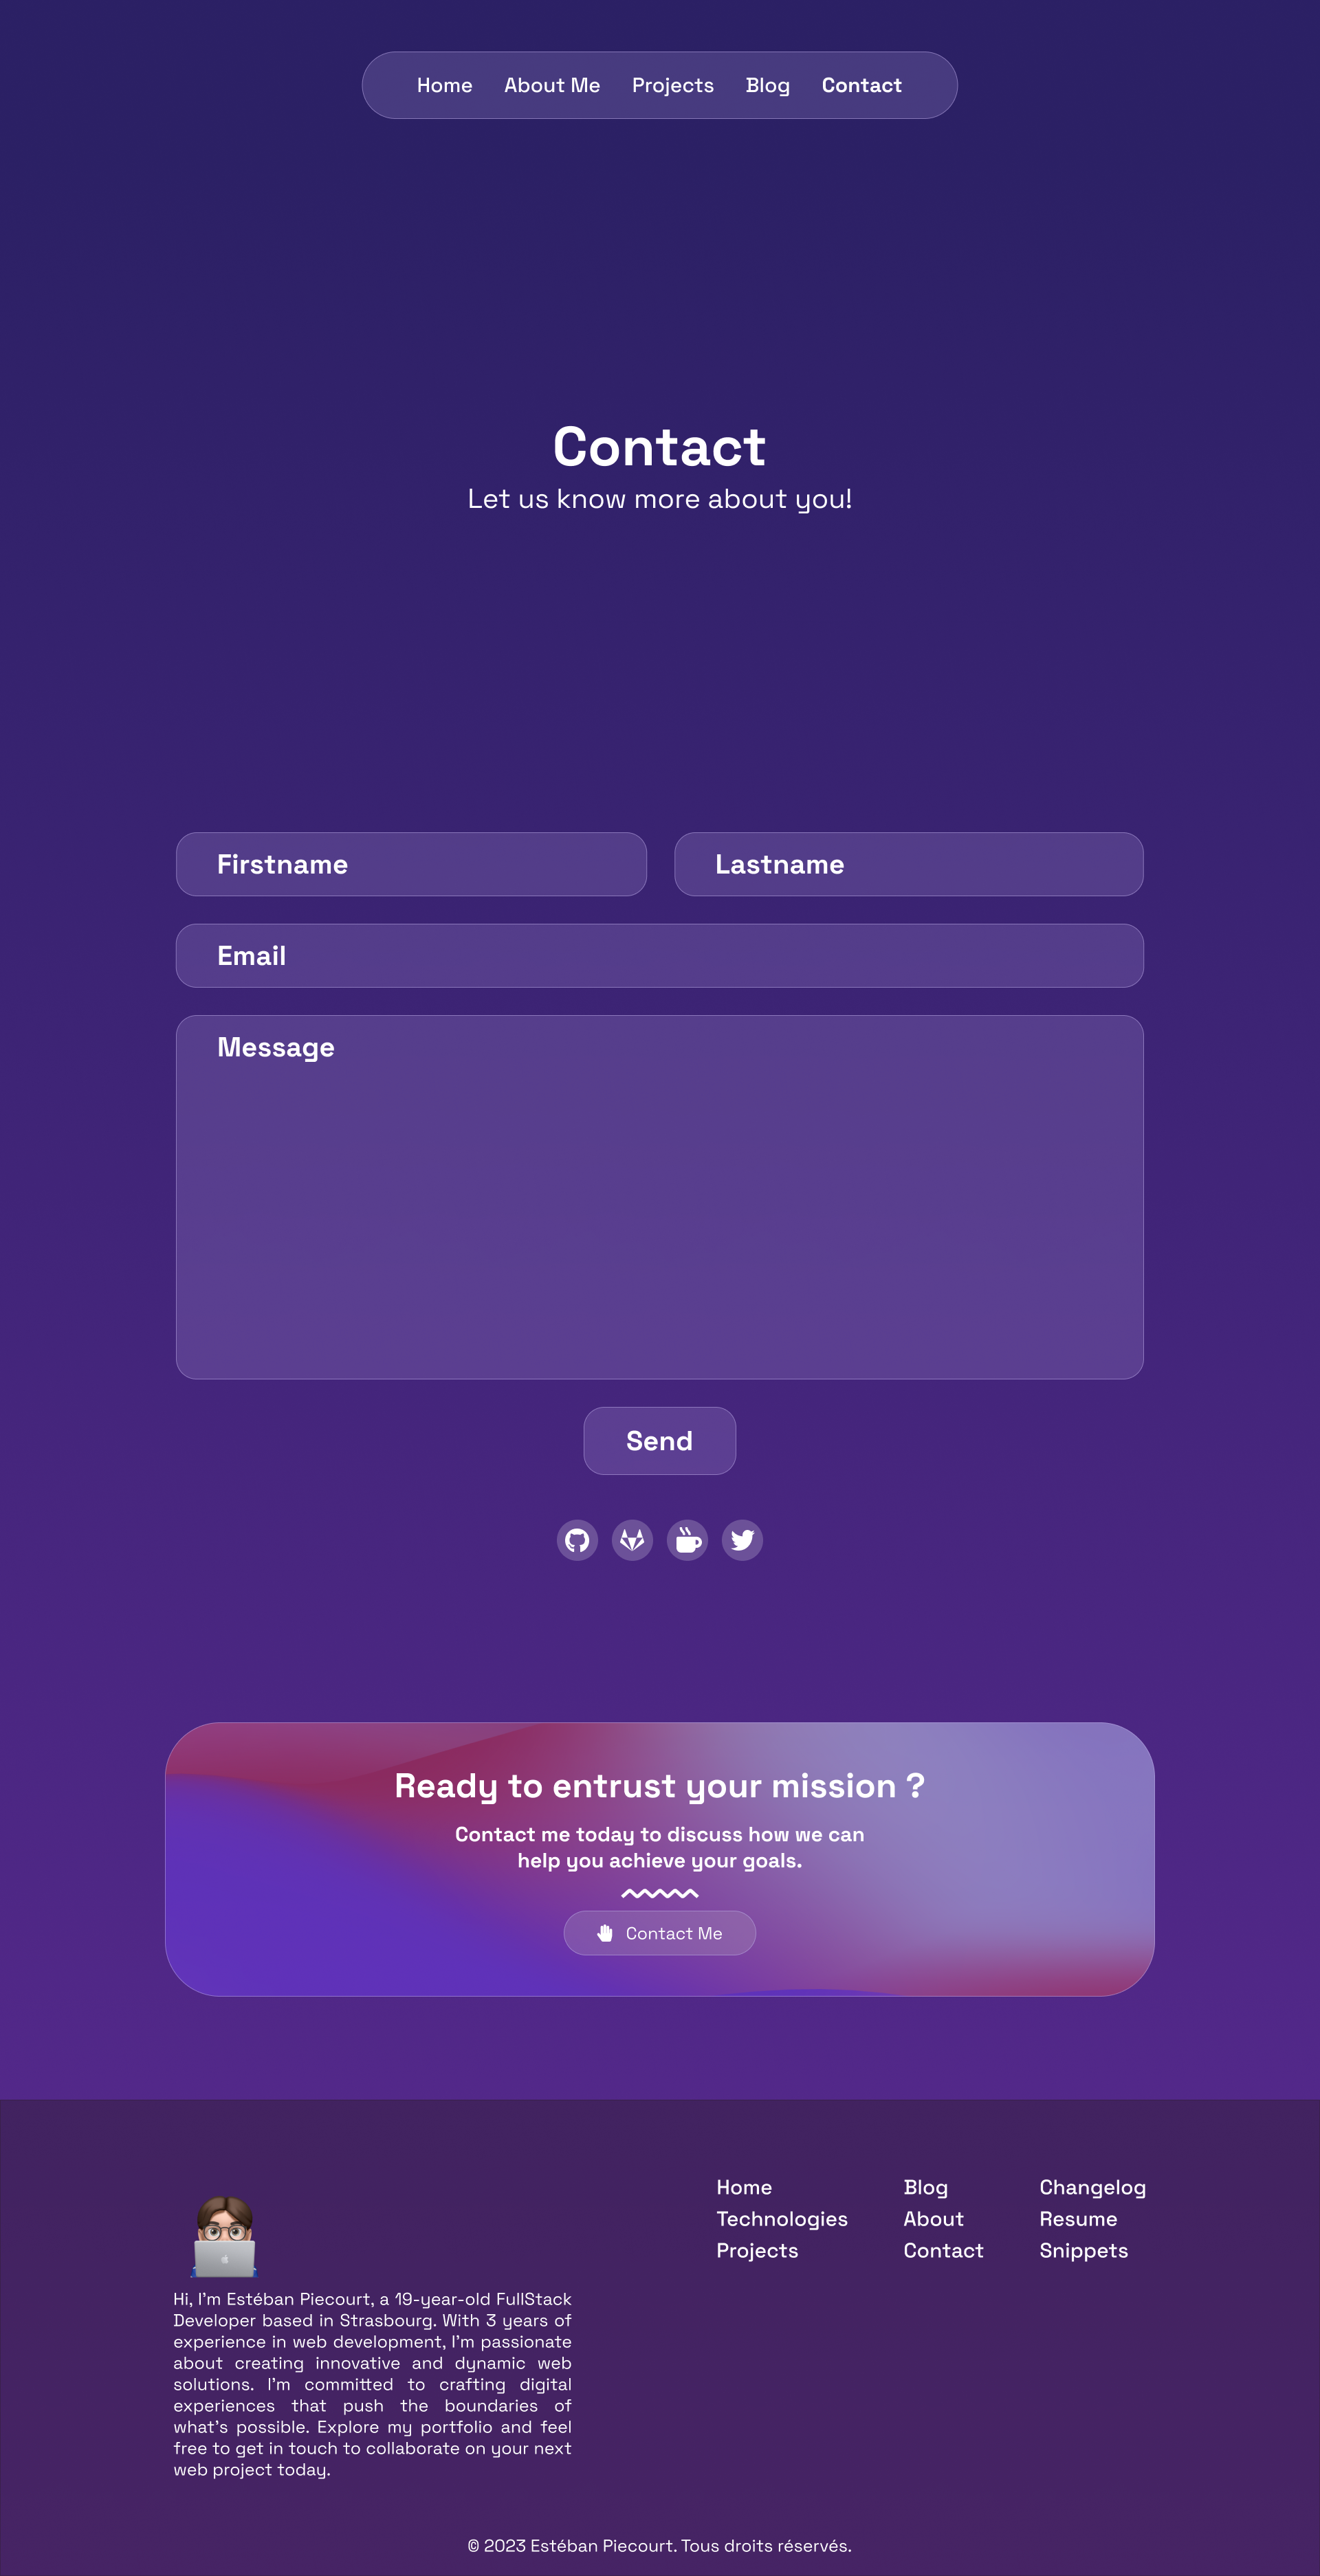 Home About Me Projects Blog Contact
Contact
Let us know more about you!
Firstname Lastname
Email
Message
Send
Ready to entrust your mission ?
Contact me today to discuss how we can
help you achieve your goals.
Contact Me
Home Blog Changelog
Technologies About Resume
Projects Contact Snippets
Hi, I'm Estéban Piecourt, a 19-year-old FullStack
Developer based in Strasbourg. With 3 years of
experience in web development, I'm passionate
about creating innovative and dynamic web
solutions. I'm committed to crafting digital
experiences that push the boundaries of
what's possible. Explore my portfolio and feel
free to get in touch to collaborate on your next
web project today.
© 2023 Estéban Piecourt. Tous droits réservés.